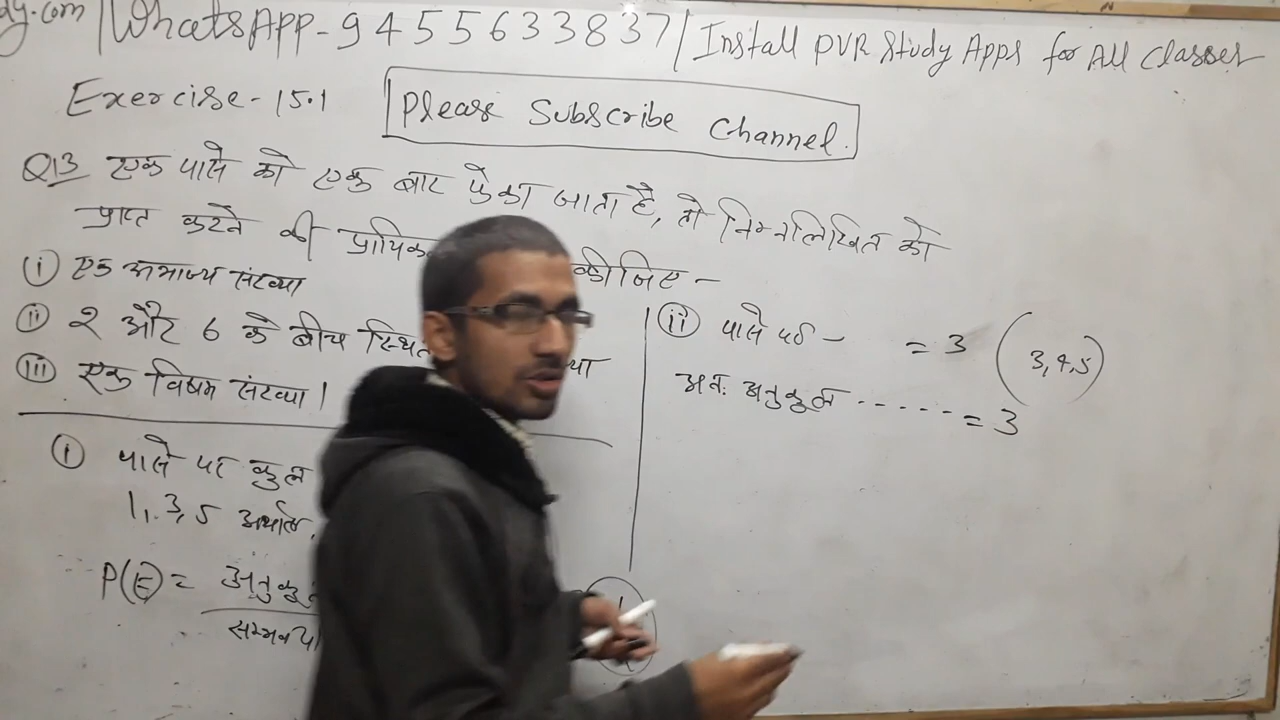 dy.com | WhatsApp - 9455633837 | Install PVR Study Apps for All Classes
Exercise - 15.1
Please Subscribe Channel.
Q13 एक पासे को एक बार फेंका जाता है, तो निम्नलिखित को
प्राप्त करने की प्रायिक कीजिए -
(i) एक अभाज्य संख्या
(ii) 2 और 6 के बीच स्थित या
(iii) एक विषम संख्या।
(i) पासे पर कुल
1, 3, 5 अर्थात
P(E) = अनुकू
सम्भव
(ii) पासे पर - = 3 (3,4,5)
अतः अनुकूल ------ = 3